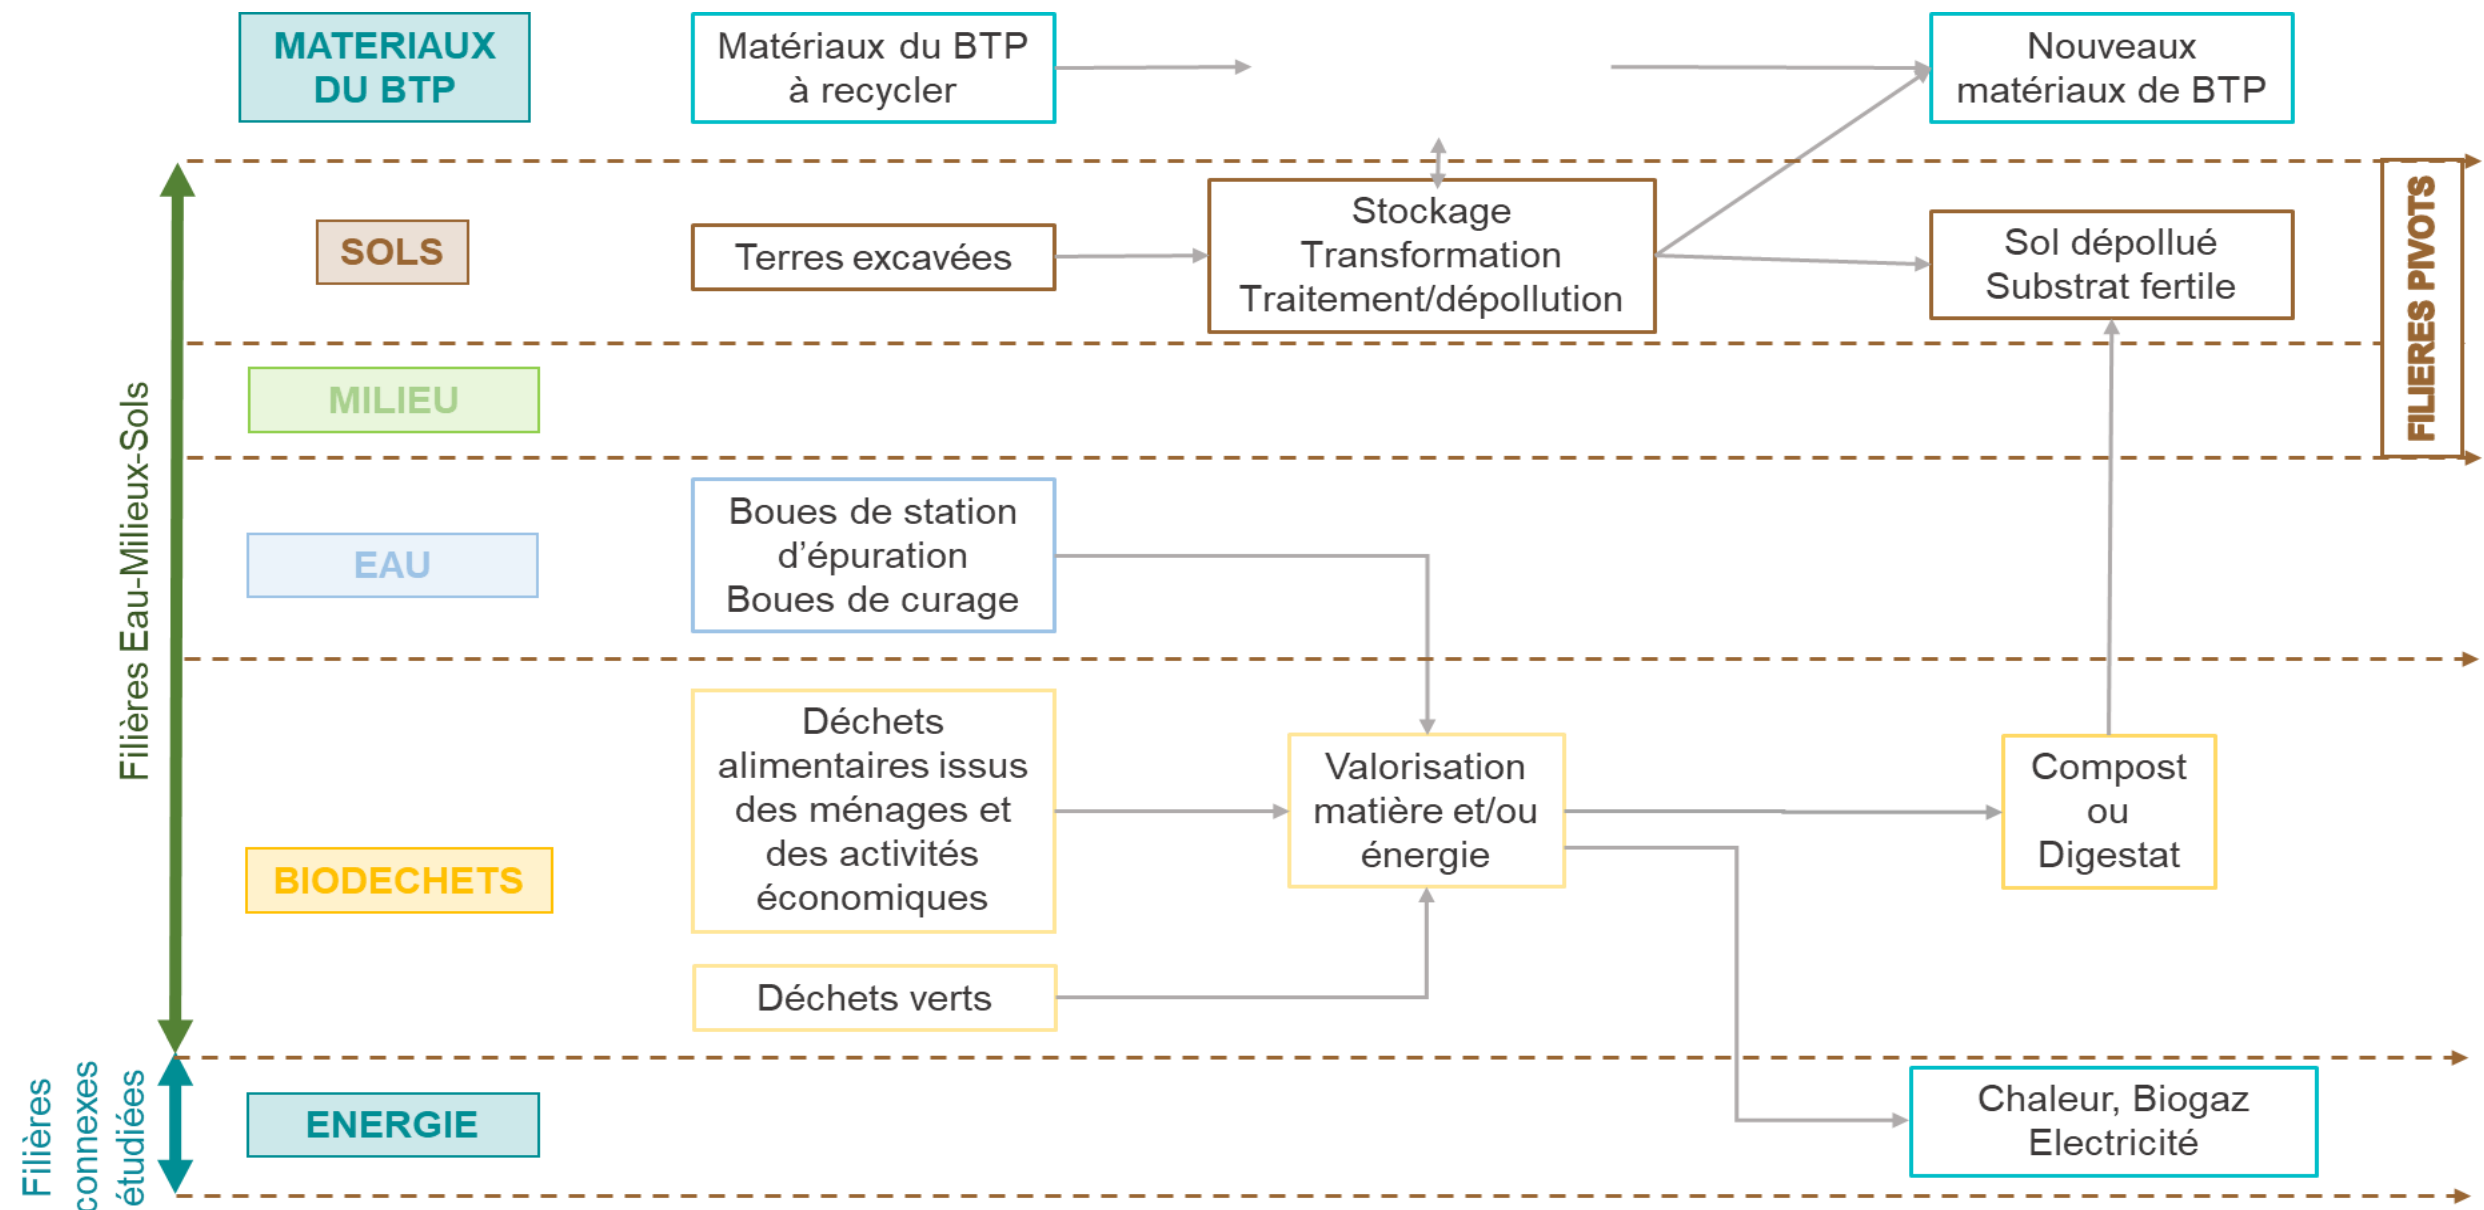 MATERIAUX
DU BTP
Matériaux du BTP
à recycler
Nouveaux
matériaux de BTP
SOLS
Terres excavées
Stockage
Transformation
Traitement/dépollution
Sol dépollué
Substrat fertile
FILIERES PIVOTS
MILIEU
Filières Eau-Milieux-Sols
EAU
Boues de station
d’épuration
Boues de curage
BIODECHETS
Déchets
alimentaires issus
des ménages et
des activités
économiques
Valorisation
matière et/ou
énergie
Compost
ou
Digestat
Déchets verts
Filières
connexes
étudiées
ENERGIE
Chaleur, Biogaz
Electricité